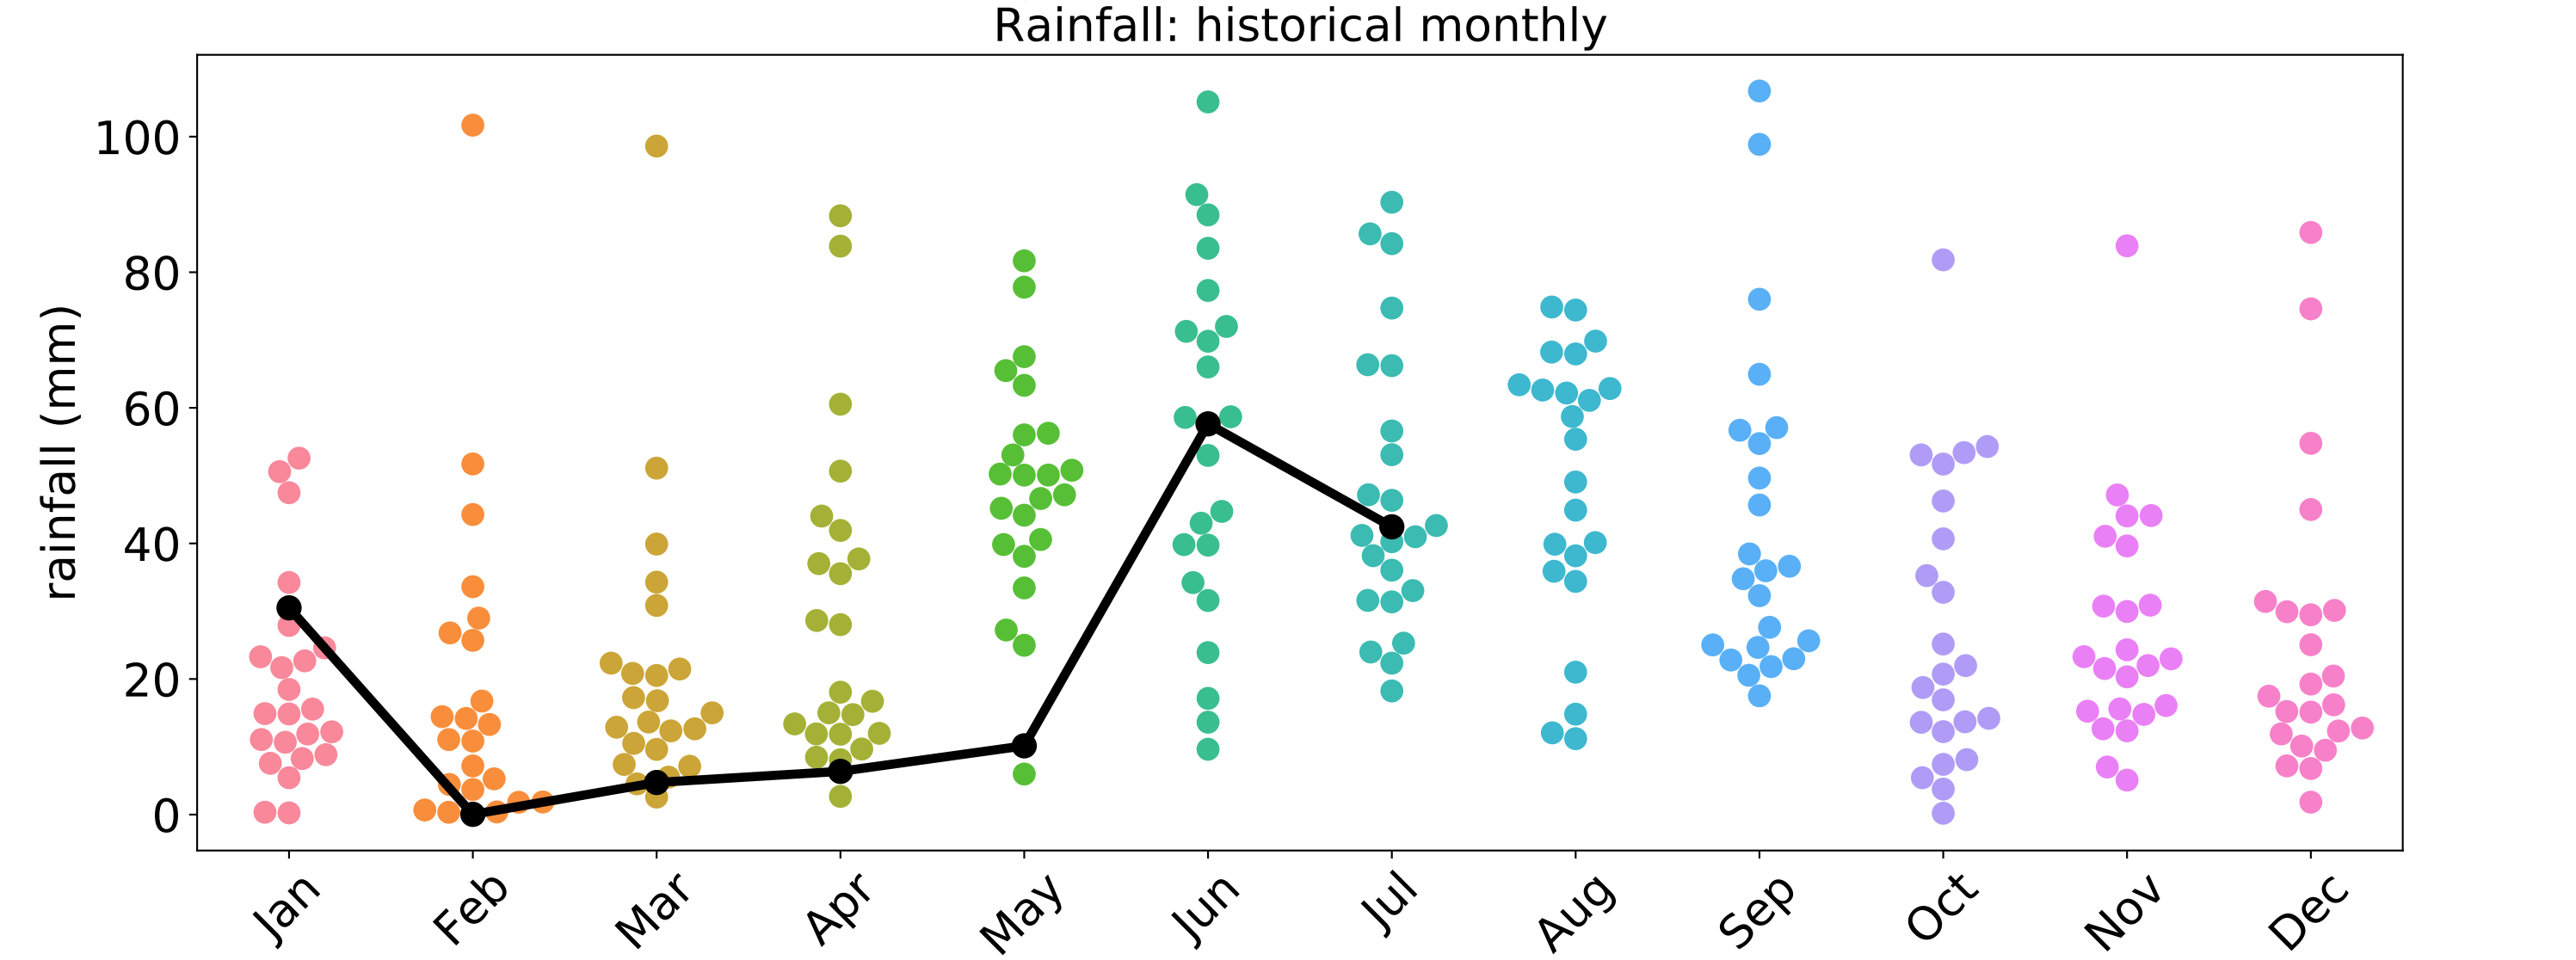 Rainfall: historical monthly
rainfall (mm)
100
80
60
40
20
0
Jan
Feb
Mar
Apr
May
Jun
Jul
Aug
Sep
Oct
Nov
Dec